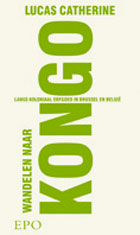 LUCAS CATHERINE
LANGS KOLONIAAL ERFGOED IN BRUSSEL EN BELGIË
WANDELEN NAAR
KONGO
EPO